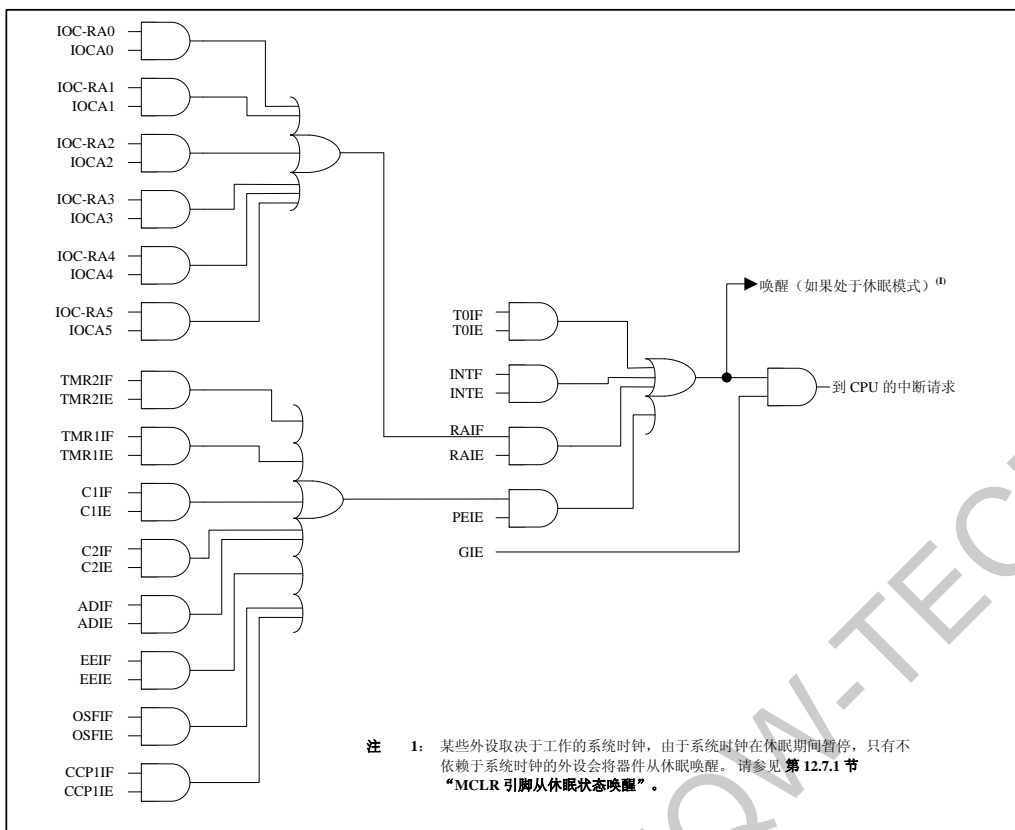 IOC-RA0
IOCA0
IOC-RA1
IOCA1
IOC-RA2
IOCA2
IOC-RA3
IOCA3
IOC-RA4
IOCA4
IOC-RA5
IOCA5
TMR2IF
TMR2IE
TMR1IF
TMR1IE
C1IF
C1IE
C2IF
C2IE
ADIF
ADIE
EEIF
EEIE
OSFIF
OSFIE
CCP1IF
CCP1IE
T0IF
T0IE
INTF
INTE
RAIF
RAIE
PEIE
GIE
唤醒（如果处于休眠模式）(1)
到 CPU 的中断请求
注 1： 某些外设取决于工作的系统时钟，由于系统时钟在休眠期间暂停，只有不
依赖于系统时钟的外设会将器件从休眠唤醒。 请参见 第 12.7.1 节
“MCLR 引脚从休眠状态唤醒”。
QW-TEC